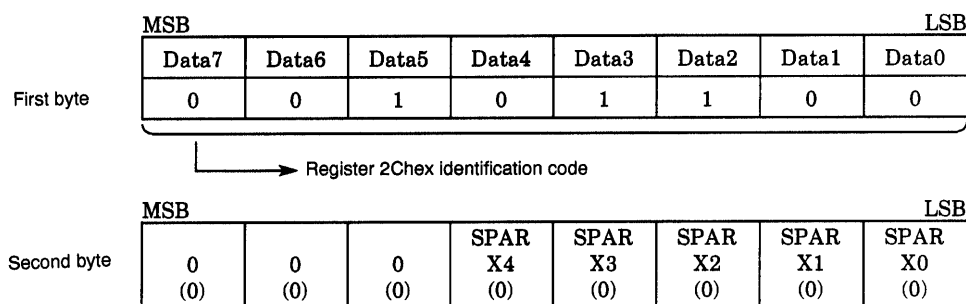 MSB LSB
Data7 Data6 Data5 Data4 Data3 Data2 Data1 Data0
First byte 0 0 1 0 1 1 0 0
Register 2Chex identification code
MSB LSB
SPAR SPAR SPAR SPAR SPAR
Second byte 0 0 0 X4 X3 X2 X1 X0
(0) (0) (0) (0) (0) (0) (0) (0)